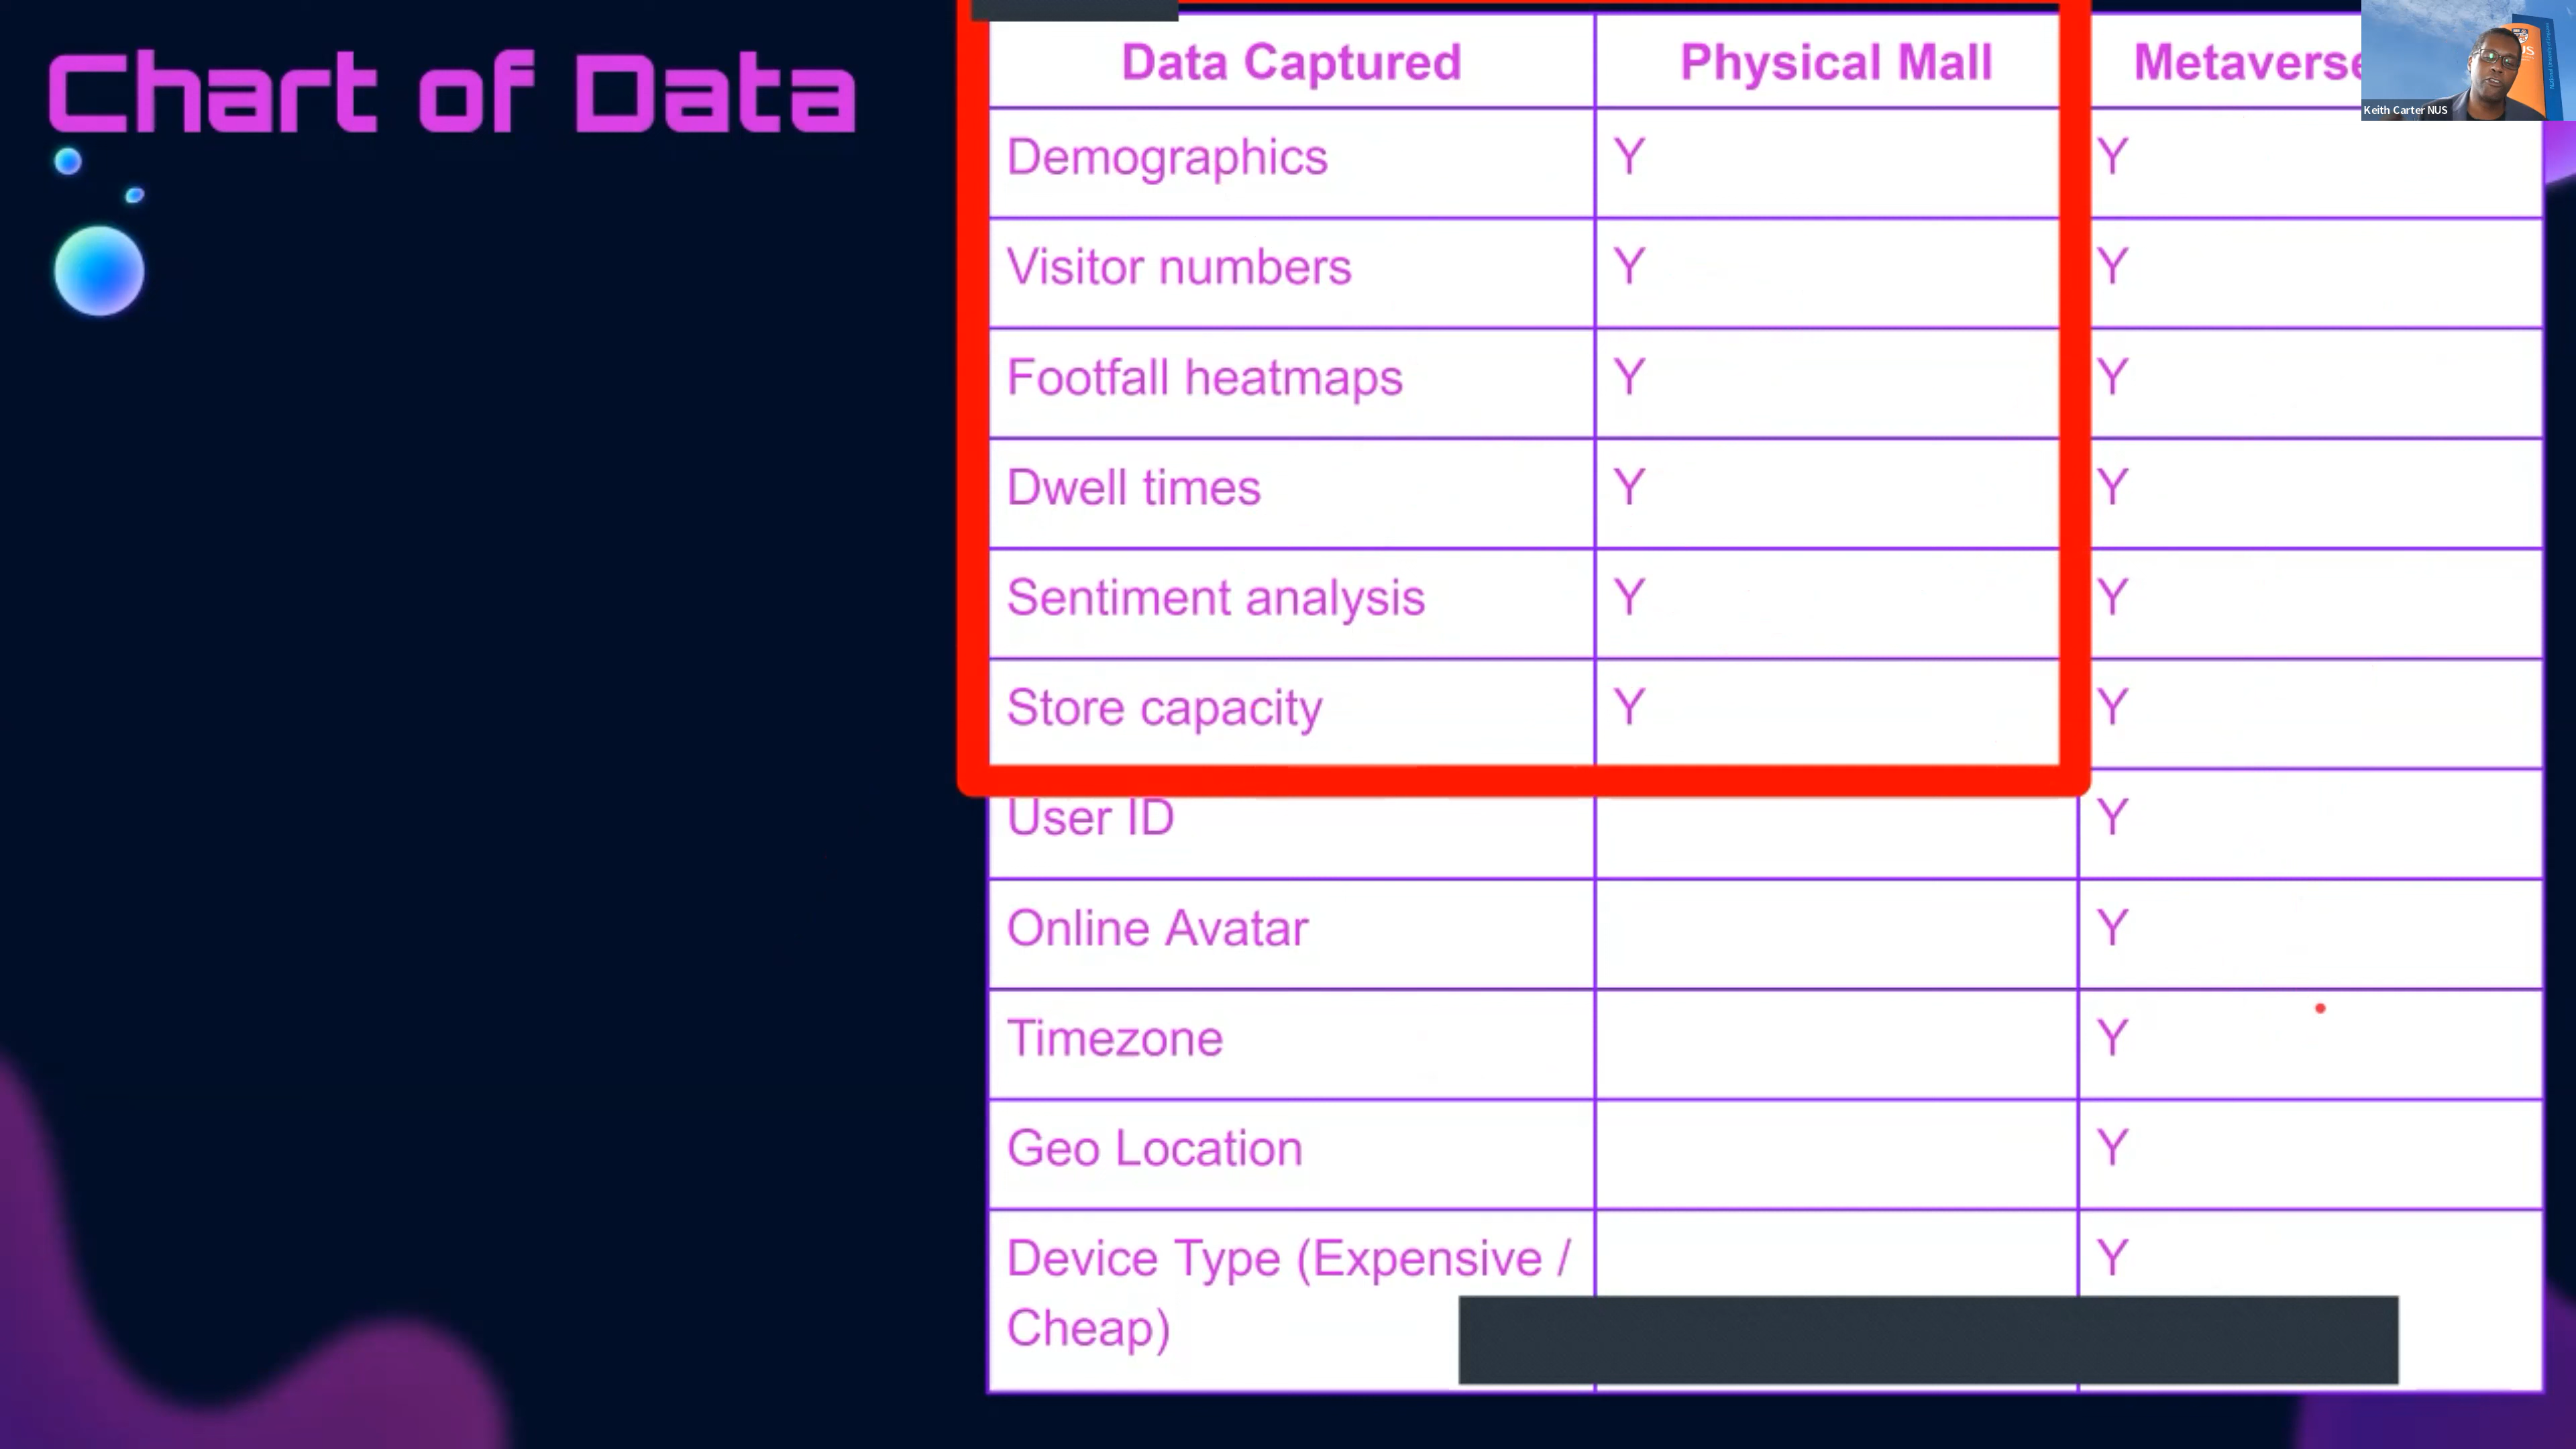 Chart of Data
Data Captured Physical Mall Metaverse
Keith Carter NUS
Demographics Y Y
Visitor numbers Y Y
Footfall heatmaps Y Y
Dwell times Y Y
Sentiment analysis Y Y
Store capacity Y Y
User ID Y
Online Avatar Y
Timezone Y
Geo Location Y
Device Type (Expensive / Y
Cheap)